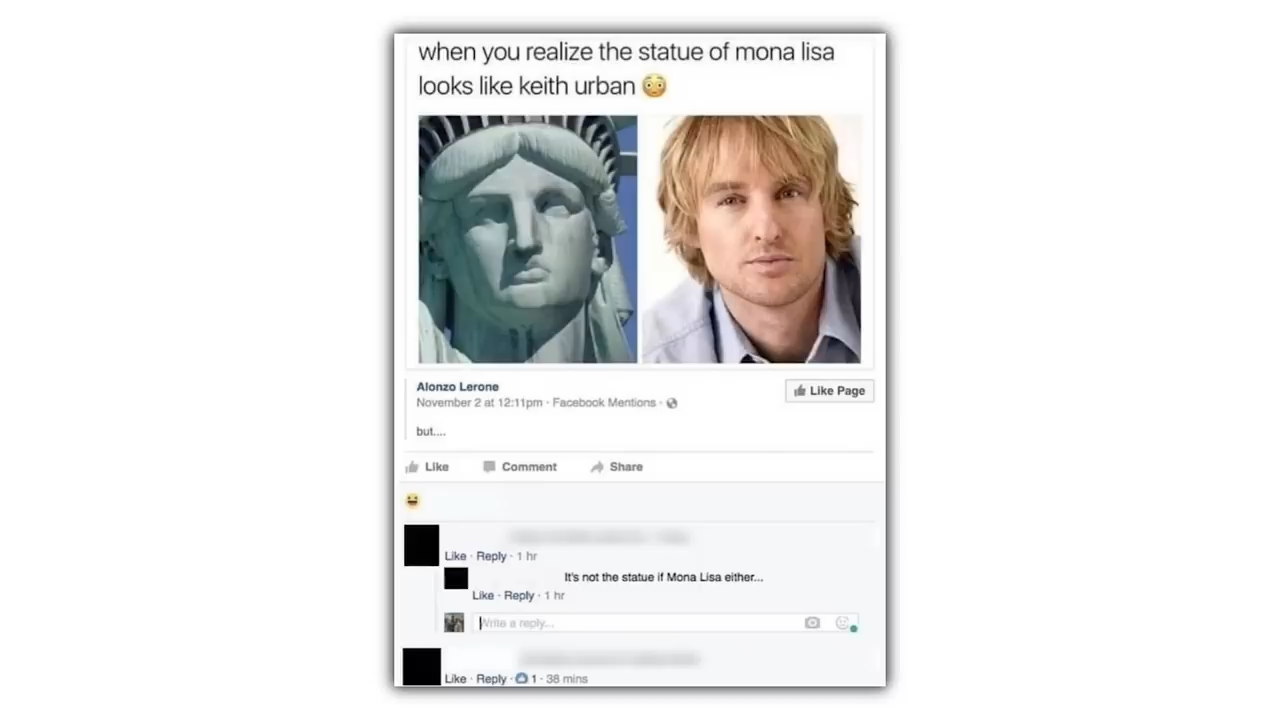 when you realize the statue of mona lisa
looks like keith urban 😳
Alonzo Lerone
November 2 at 12:11pm · Facebook Mentions ·
Like Page
but....
Like Comment Share
Like · Reply · 1 hr
It's not the statue if Mona Lisa either...
Like · Reply · 1 hr
Write a reply...
Like · Reply · 1 · 38 mins